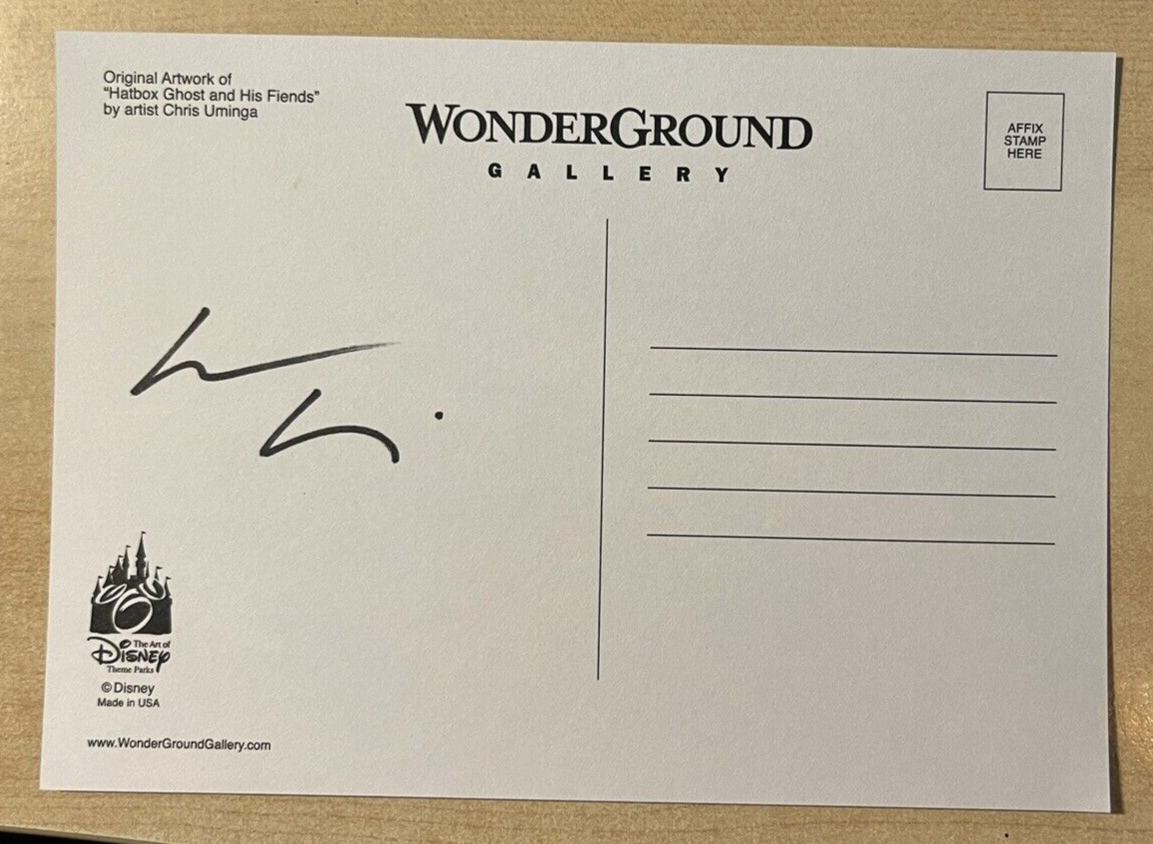 Original Artwork of
"Hatbox Ghost and His Fiends"
by artist Chris Uminga
WONDERGROUND
GALLERY
AFFIX
STAMP
HERE
The Art of
DISNEY
Theme Parks
© Disney
Made in USA
www.WonderGroundGallery.com